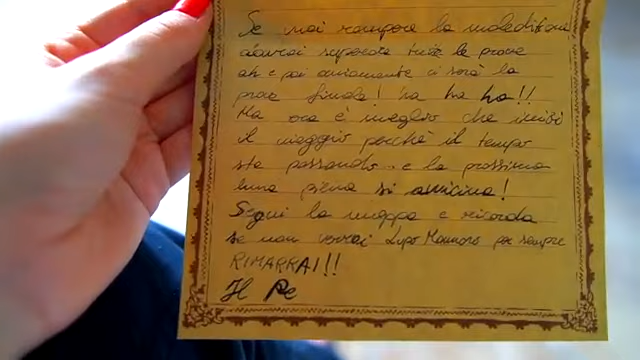 Se vuoi rompere la maledizione
dovrai superare tutte le prove
ah e poi ovviamente ci sarà la
prova finale! ha ha ha!!
Ma ora è meglio che inizi
il viaggio perchè il tempo
sta passando e la prossima
luna piena si avvicina!
Segui la mappa e ricorda
se non verrai Lupo Mannaro per sempre
RIMARRAI!!!
Il Re